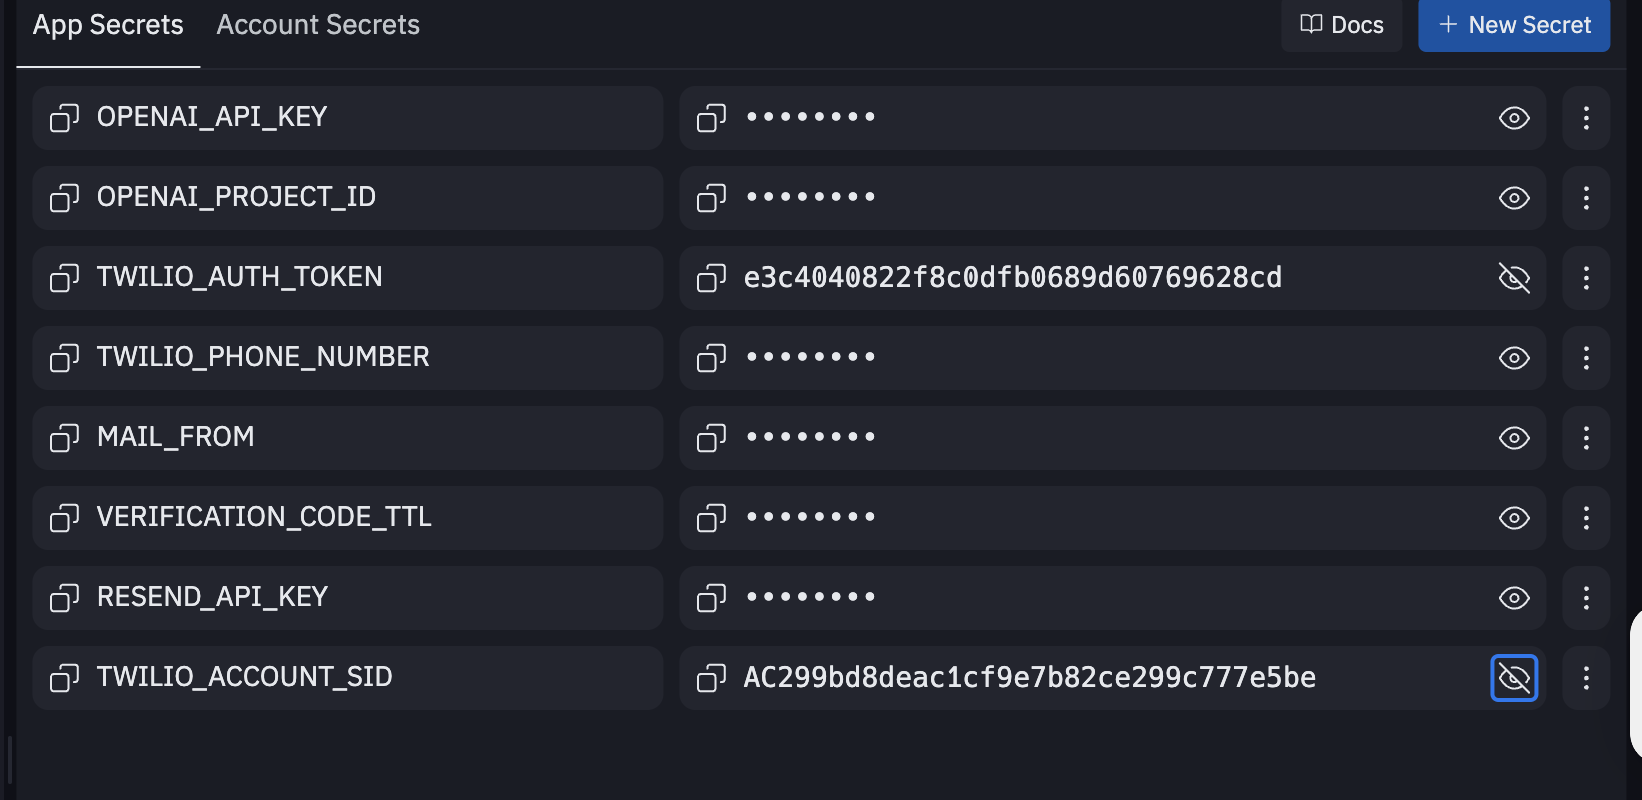 App Secrets Account Secrets Docs + New Secret
OPENAI_API_KEY ••••••••
OPENAI_PROJECT_ID ••••••••
TWILIO_AUTH_TOKEN e3c4040822f8c0dfb0689d60769628cd
TWILIO_PHONE_NUMBER ••••••••
MAIL_FROM ••••••••
VERIFICATION_CODE_TTL ••••••••
RESEND_API_KEY ••••••••
TWILIO_ACCOUNT_SID AC299bd8deac1cf9e7b82ce299c777e5be